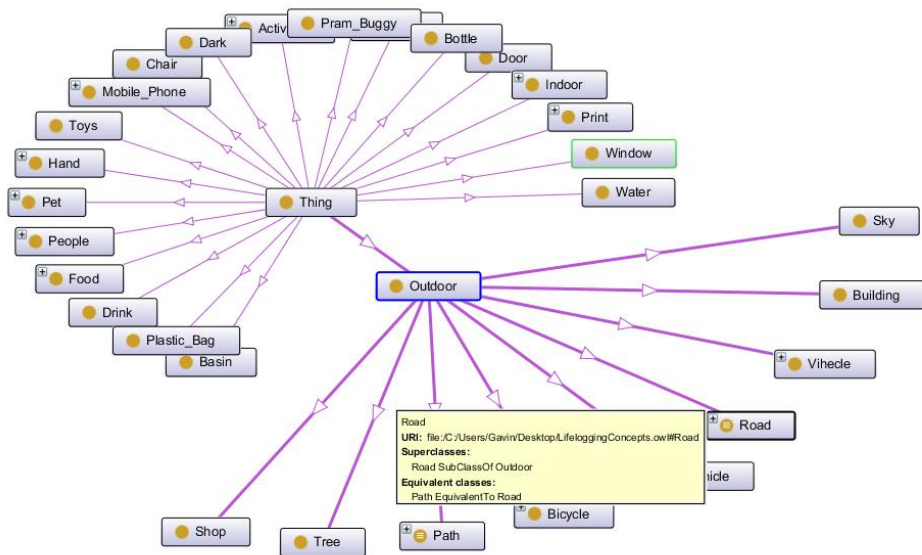 Activ
Pram_Buggy
Dark
Bottle
Chair
Door
Mobile_Phone
Indoor
Toys
Print
Hand
Window
Pet
Thing
Water
People
Sky
Food
Outdoor
Building
Drink
Plastic_Bag
Basin
Vihecle
Road
Road
URI: file:/C:/Users/Gavin/Desktop/LifeloggingConcepts.owl#Road
Superclasses:
Road SubClassOf Outdoor
Equivalent classes:
Path EquivalentTo Road
hicle
Bicycle
Shop
Tree
Path